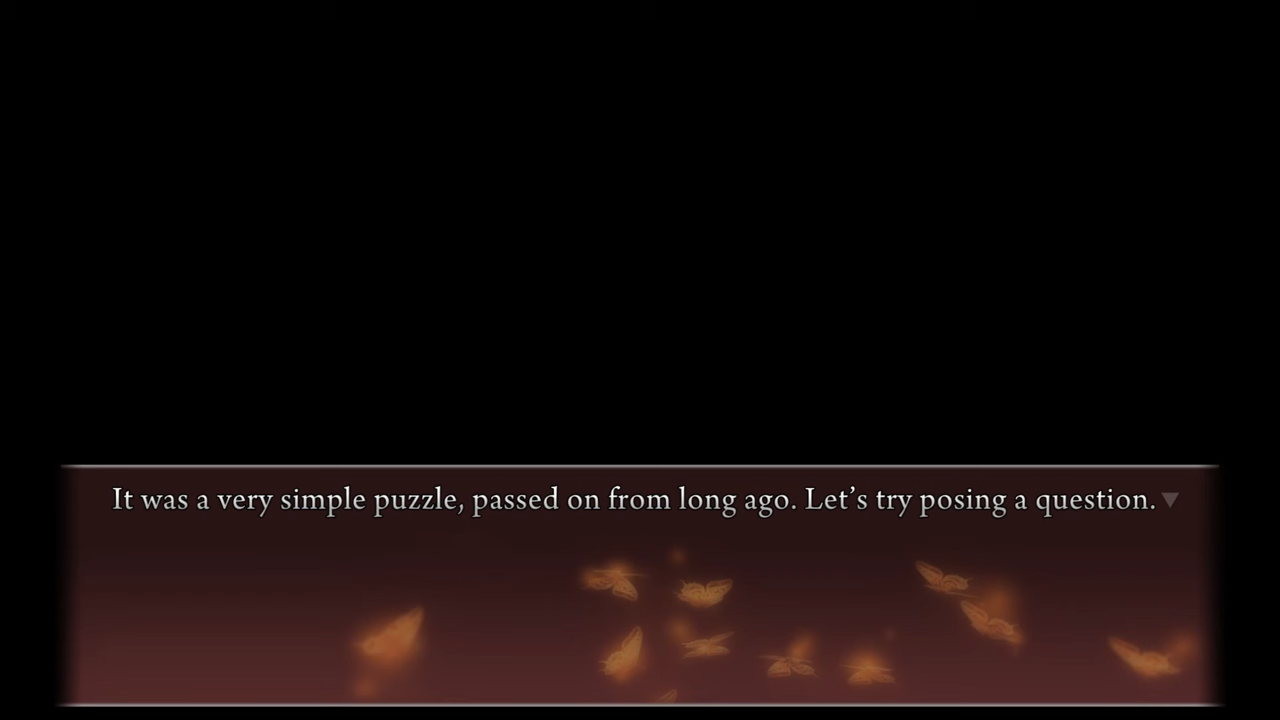 It was a very simple puzzle, passed on from long ago. Let’s try posing a question.